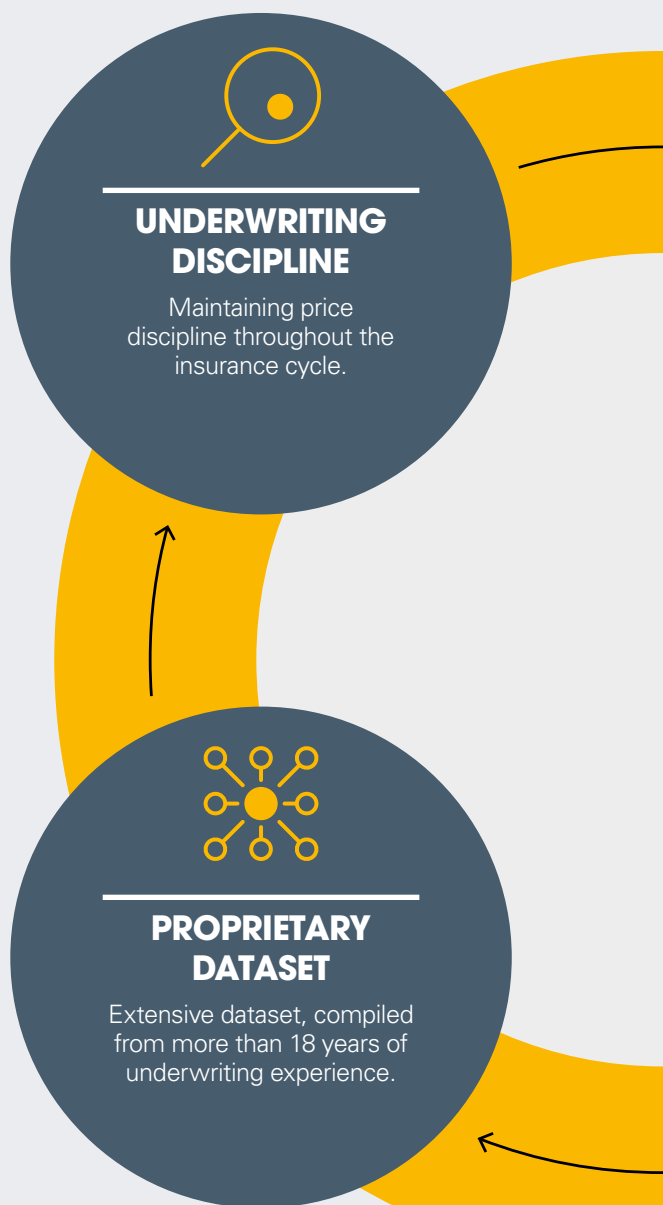 UNDERWRITING
DISCIPLINE
Maintaining price
discipline throughout the
insurance cycle.
PROPRIETARY
DATASET
Extensive dataset, compiled
from more than 18 years of
underwriting experience.